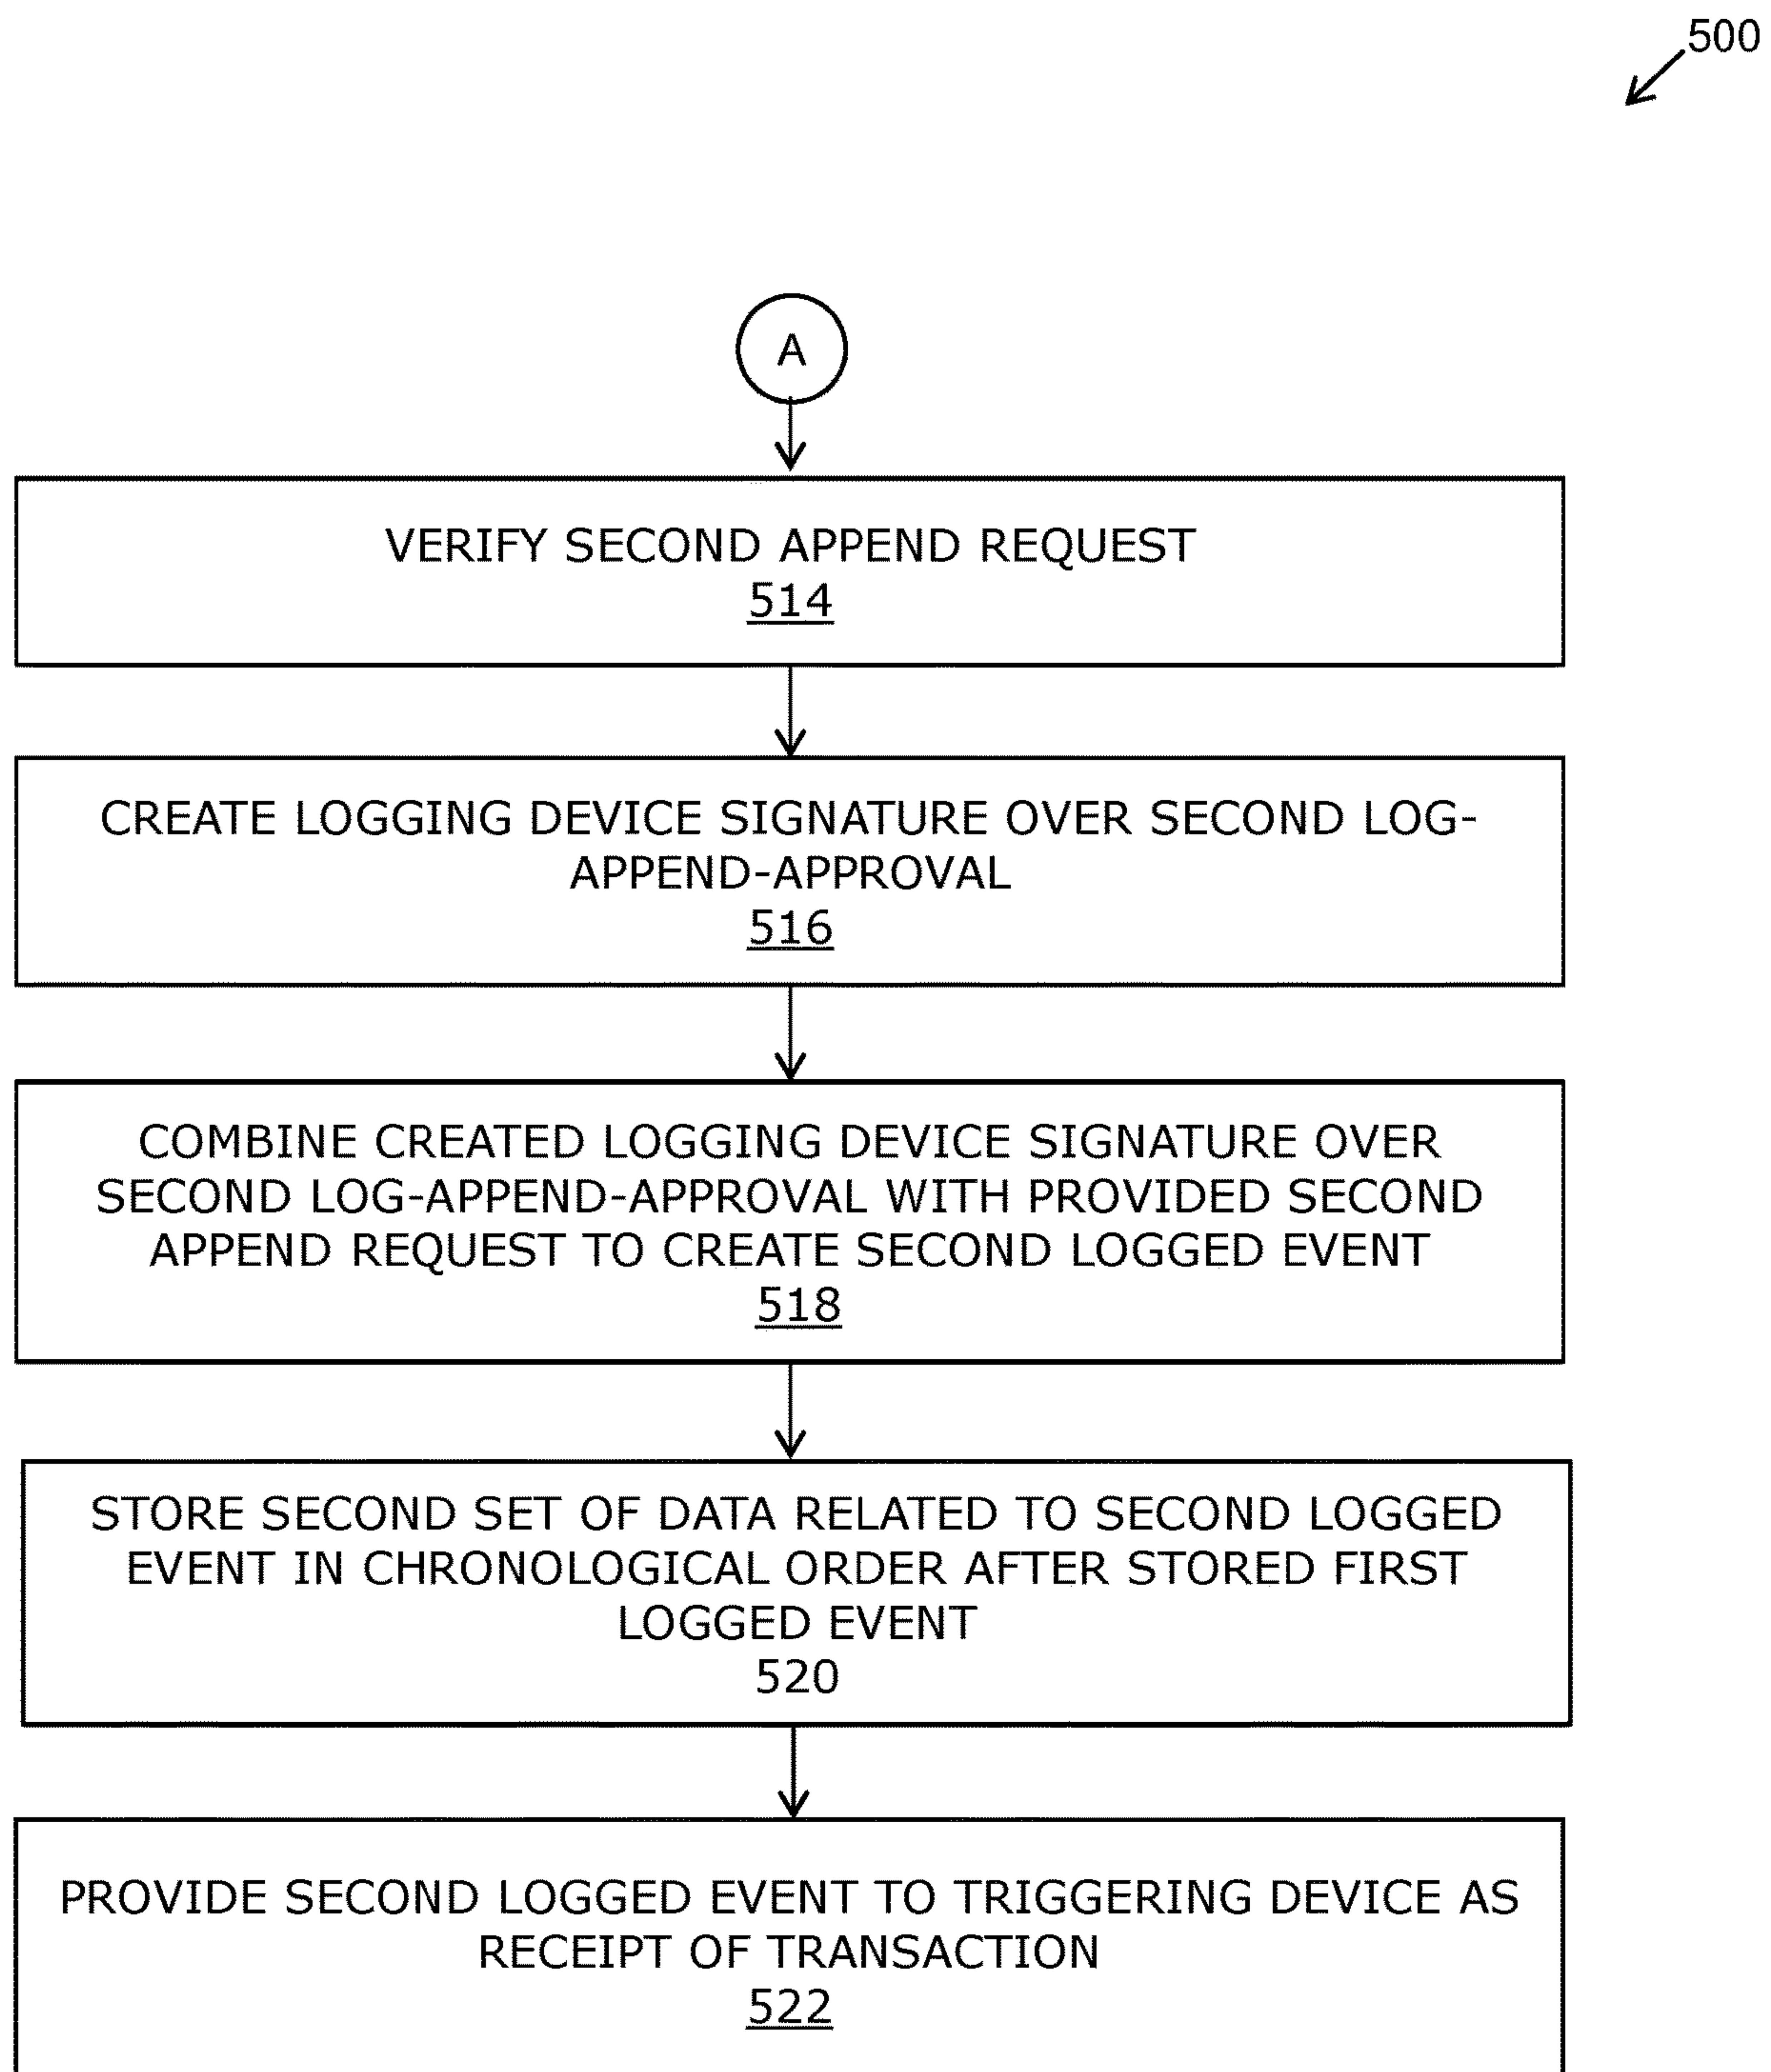 500
A
VERIFY SECOND APPEND REQUEST
514
CREATE LOGGING DEVICE SIGNATURE OVER SECOND LOG-
APPEND-APPROVAL
516
COMBINE CREATED LOGGING DEVICE SIGNATURE OVER
SECOND LOG-APPEND-APPROVAL WITH PROVIDED SECOND
APPEND REQUEST TO CREATE SECOND LOGGED EVENT
518
STORE SECOND SET OF DATA RELATED TO SECOND LOGGED
EVENT IN CHRONOLOGICAL ORDER AFTER STORED FIRST
LOGGED EVENT
520
PROVIDE SECOND LOGGED EVENT TO TRIGGERING DEVICE AS
RECEIPT OF TRANSACTION
522